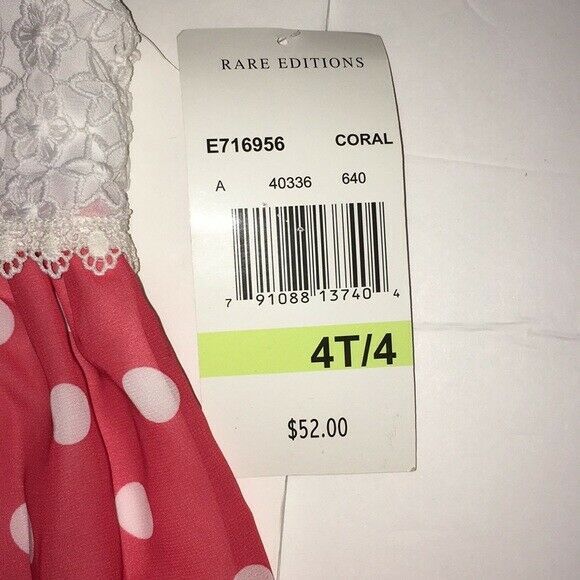 RARE EDITIONS
E716956 CORAL
A 40336 640
7 91088 13740 4
4T/4
$52.00